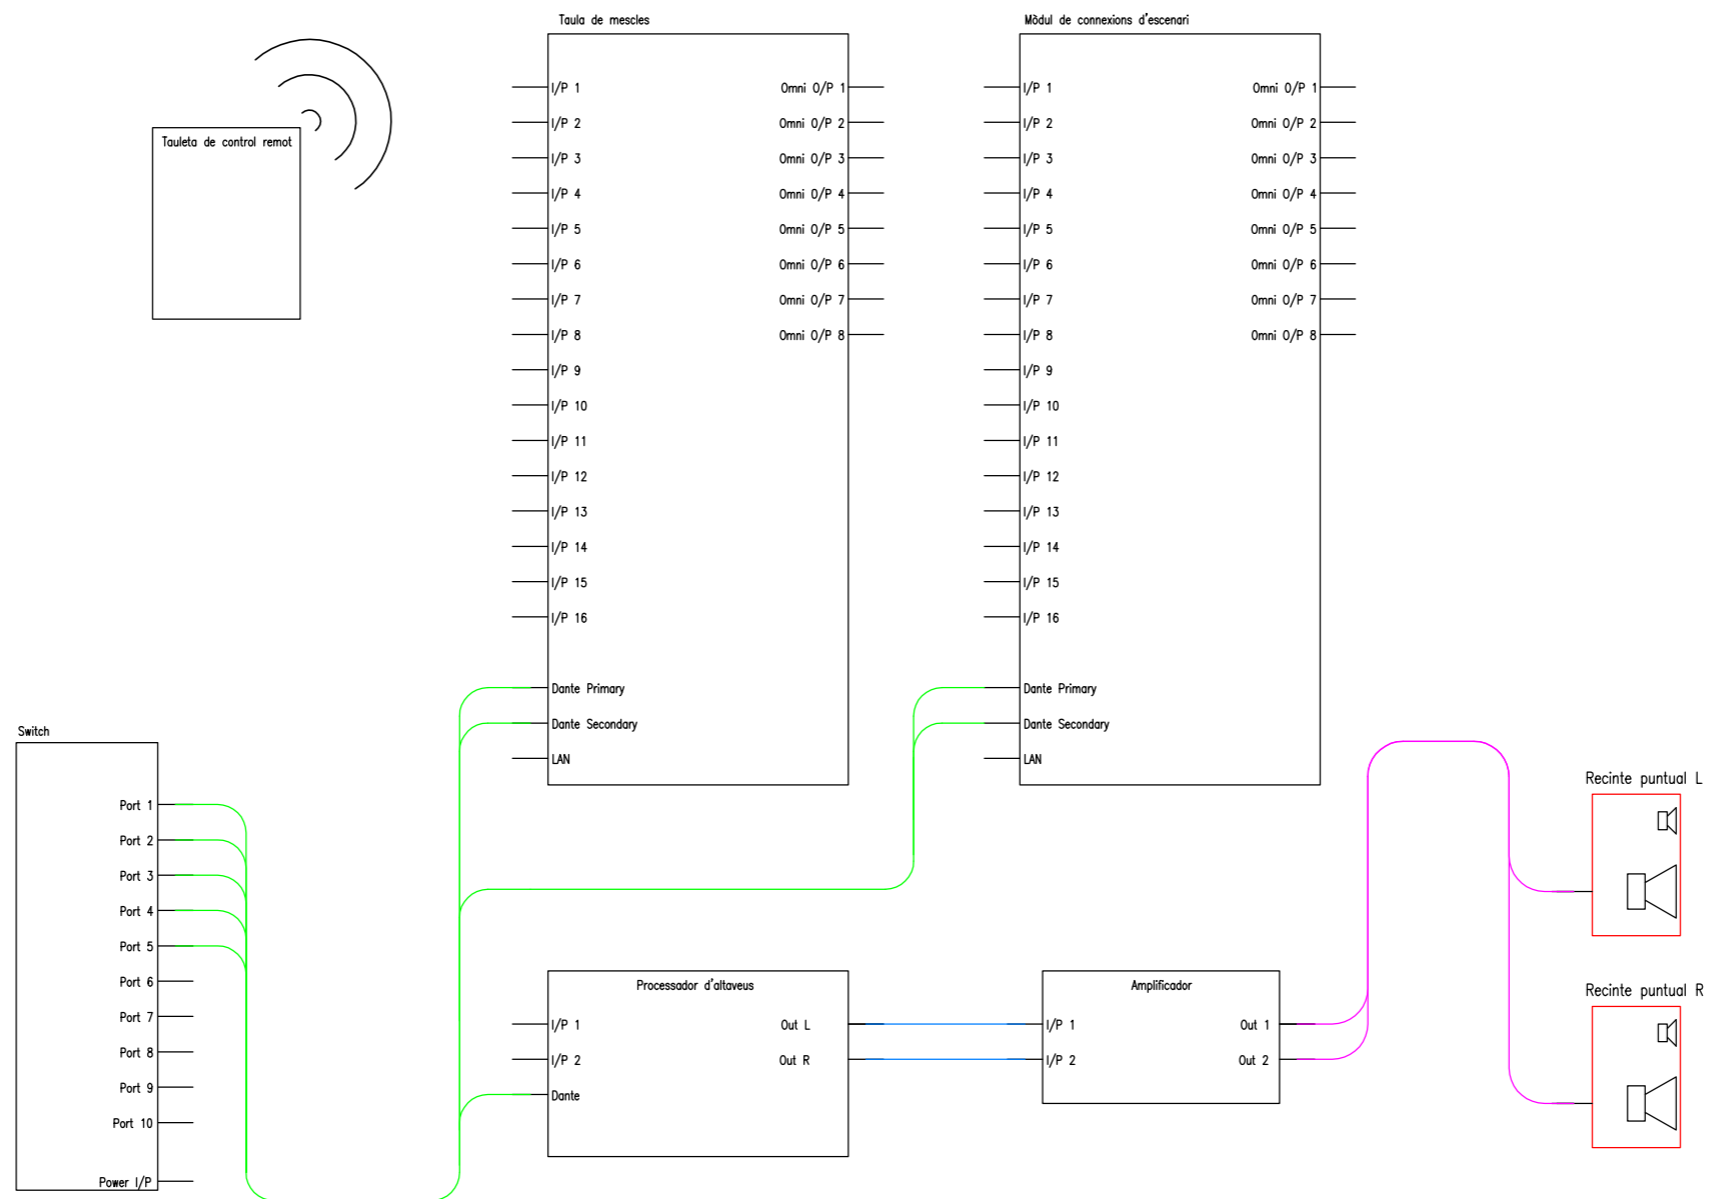 Taula de mescles
Mòdul de connexions d'escenari
Tauleta de control remot
I/P 1
I/P 2
I/P 3
I/P 4
I/P 5
I/P 6
I/P 7
I/P 8
I/P 9
I/P 10
I/P 11
I/P 12
I/P 13
I/P 14
I/P 15
I/P 16
Dante Primary
Dante Secondary
LAN
Omni O/P 1
Omni O/P 2
Omni O/P 3
Omni O/P 4
Omni O/P 5
Omni O/P 6
Omni O/P 7
Omni O/P 8
I/P 1
I/P 2
I/P 3
I/P 4
I/P 5
I/P 6
I/P 7
I/P 8
I/P 9
I/P 10
I/P 11
I/P 12
I/P 13
I/P 14
I/P 15
I/P 16
Dante Primary
Dante Secondary
LAN
Omni O/P 1
Omni O/P 2
Omni O/P 3
Omni O/P 4
Omni O/P 5
Omni O/P 6
Omni O/P 7
Omni O/P 8
Switch
Port 1
Port 2
Port 3
Port 4
Port 5
Port 6
Port 7
Port 8
Port 9
Port 10
Power I/P
Processador d'altaveus
I/P 1
I/P 2
Dante
Out L
Out R
Amplificador
I/P 1
I/P 2
Out 1
Out 2
Recinte puntual L
Recinte puntual R